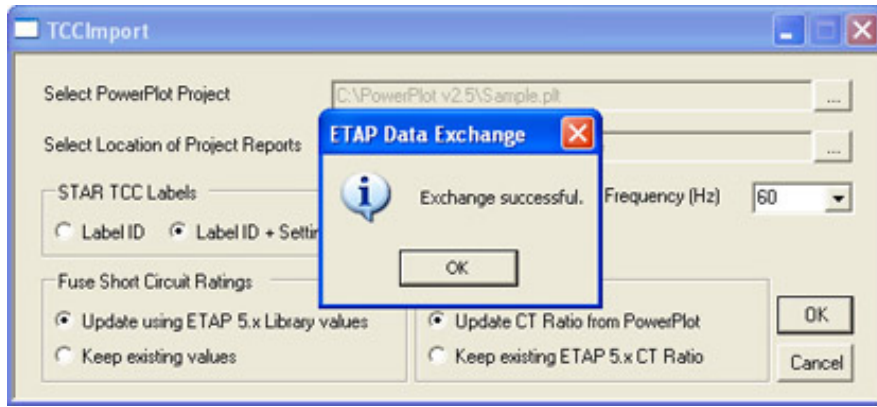 TCCImport
Select PowerPlot Project
C:\PowerPlot v2.5\Sample.plt
...
ETAP Data Exchange
Select Location of Project Reports
...
STAR TCC Labels
Exchange successful.
Frequency (Hz)
60
Label ID
Label ID +
OK
Fuse Short Circuit Ratings
Update using ETAP 5.x Library values
Update CT Ratio from PowerPlot
OK
Keep existing values
Keep existing ETAP 5.x CT Ratio
Cancel